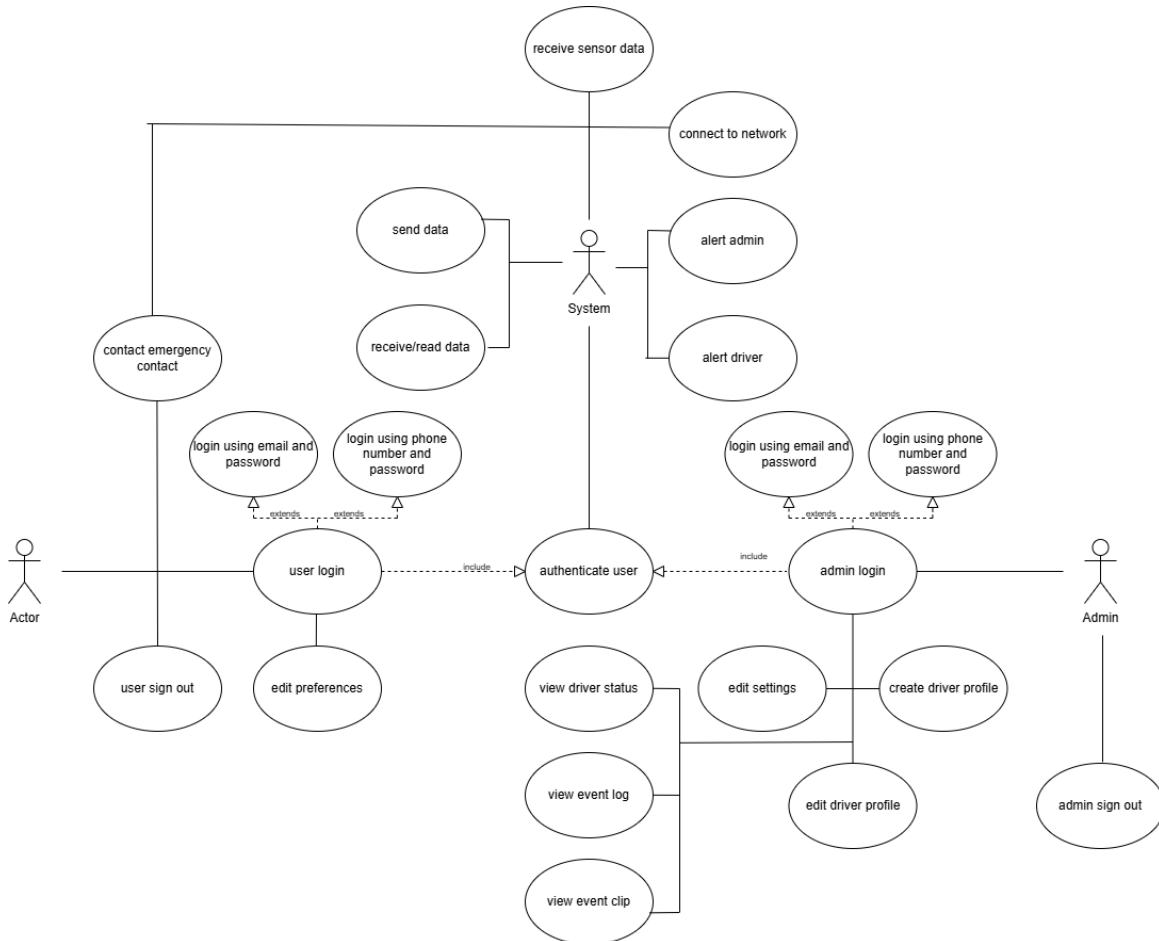 receive sensor data
connect to network
send data
alert admin
System
receive/read data
alert driver
contact emergency
contact
login using email and
password
login using phone
number and
password
login using email and
password
login using phone
number and
password
extends
extends
extends
extends
Actor
user login
include
authenticate user
include
admin login
Admin
user sign out
edit preferences
view driver status
edit settings
create driver profile
view event log
edit driver profile
admin sign out
view event clip